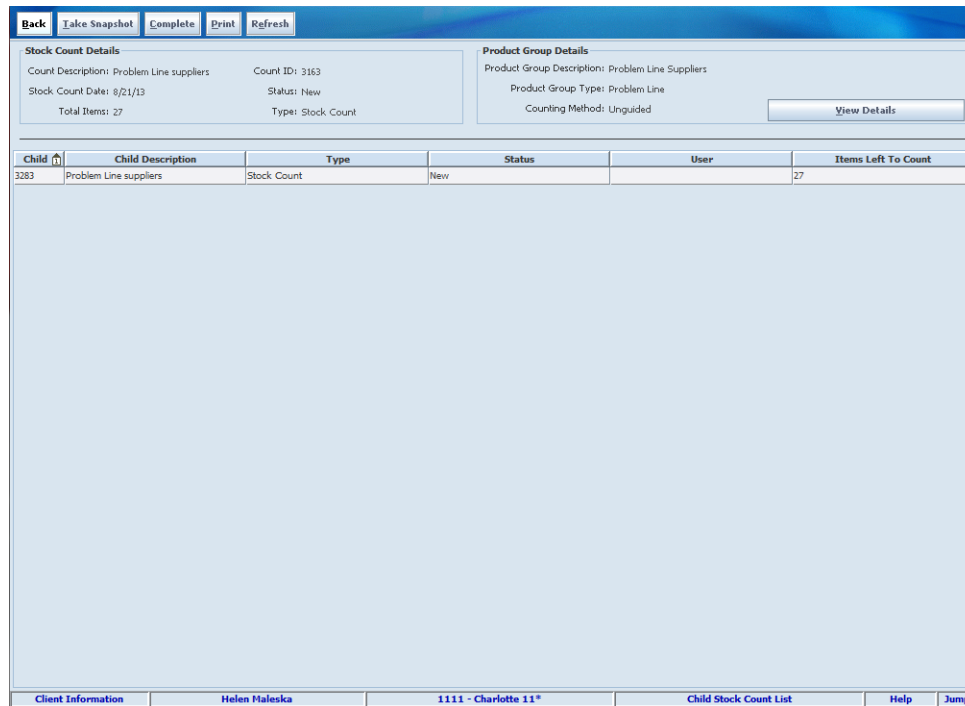 Back Take Snapshot Complete Print Refresh
Stock Count Details
Count Description: Problem Line suppliers Count ID: 3163
Stock Count Date: 8/21/13 Status: New
Total Items: 27 Type: Stock Count
Product Group Details
Product Group Description: Problem Line Suppliers
Product Group Type: Problem Line
Counting Method: Unguided View Details
Child 1 Child Description Type Status User Items Left To Count
3283 Problem Line suppliers Stock Count New 27
Client Information Helen Maleska 1111 - Charlotte 11* Child Stock Count List Help Jump